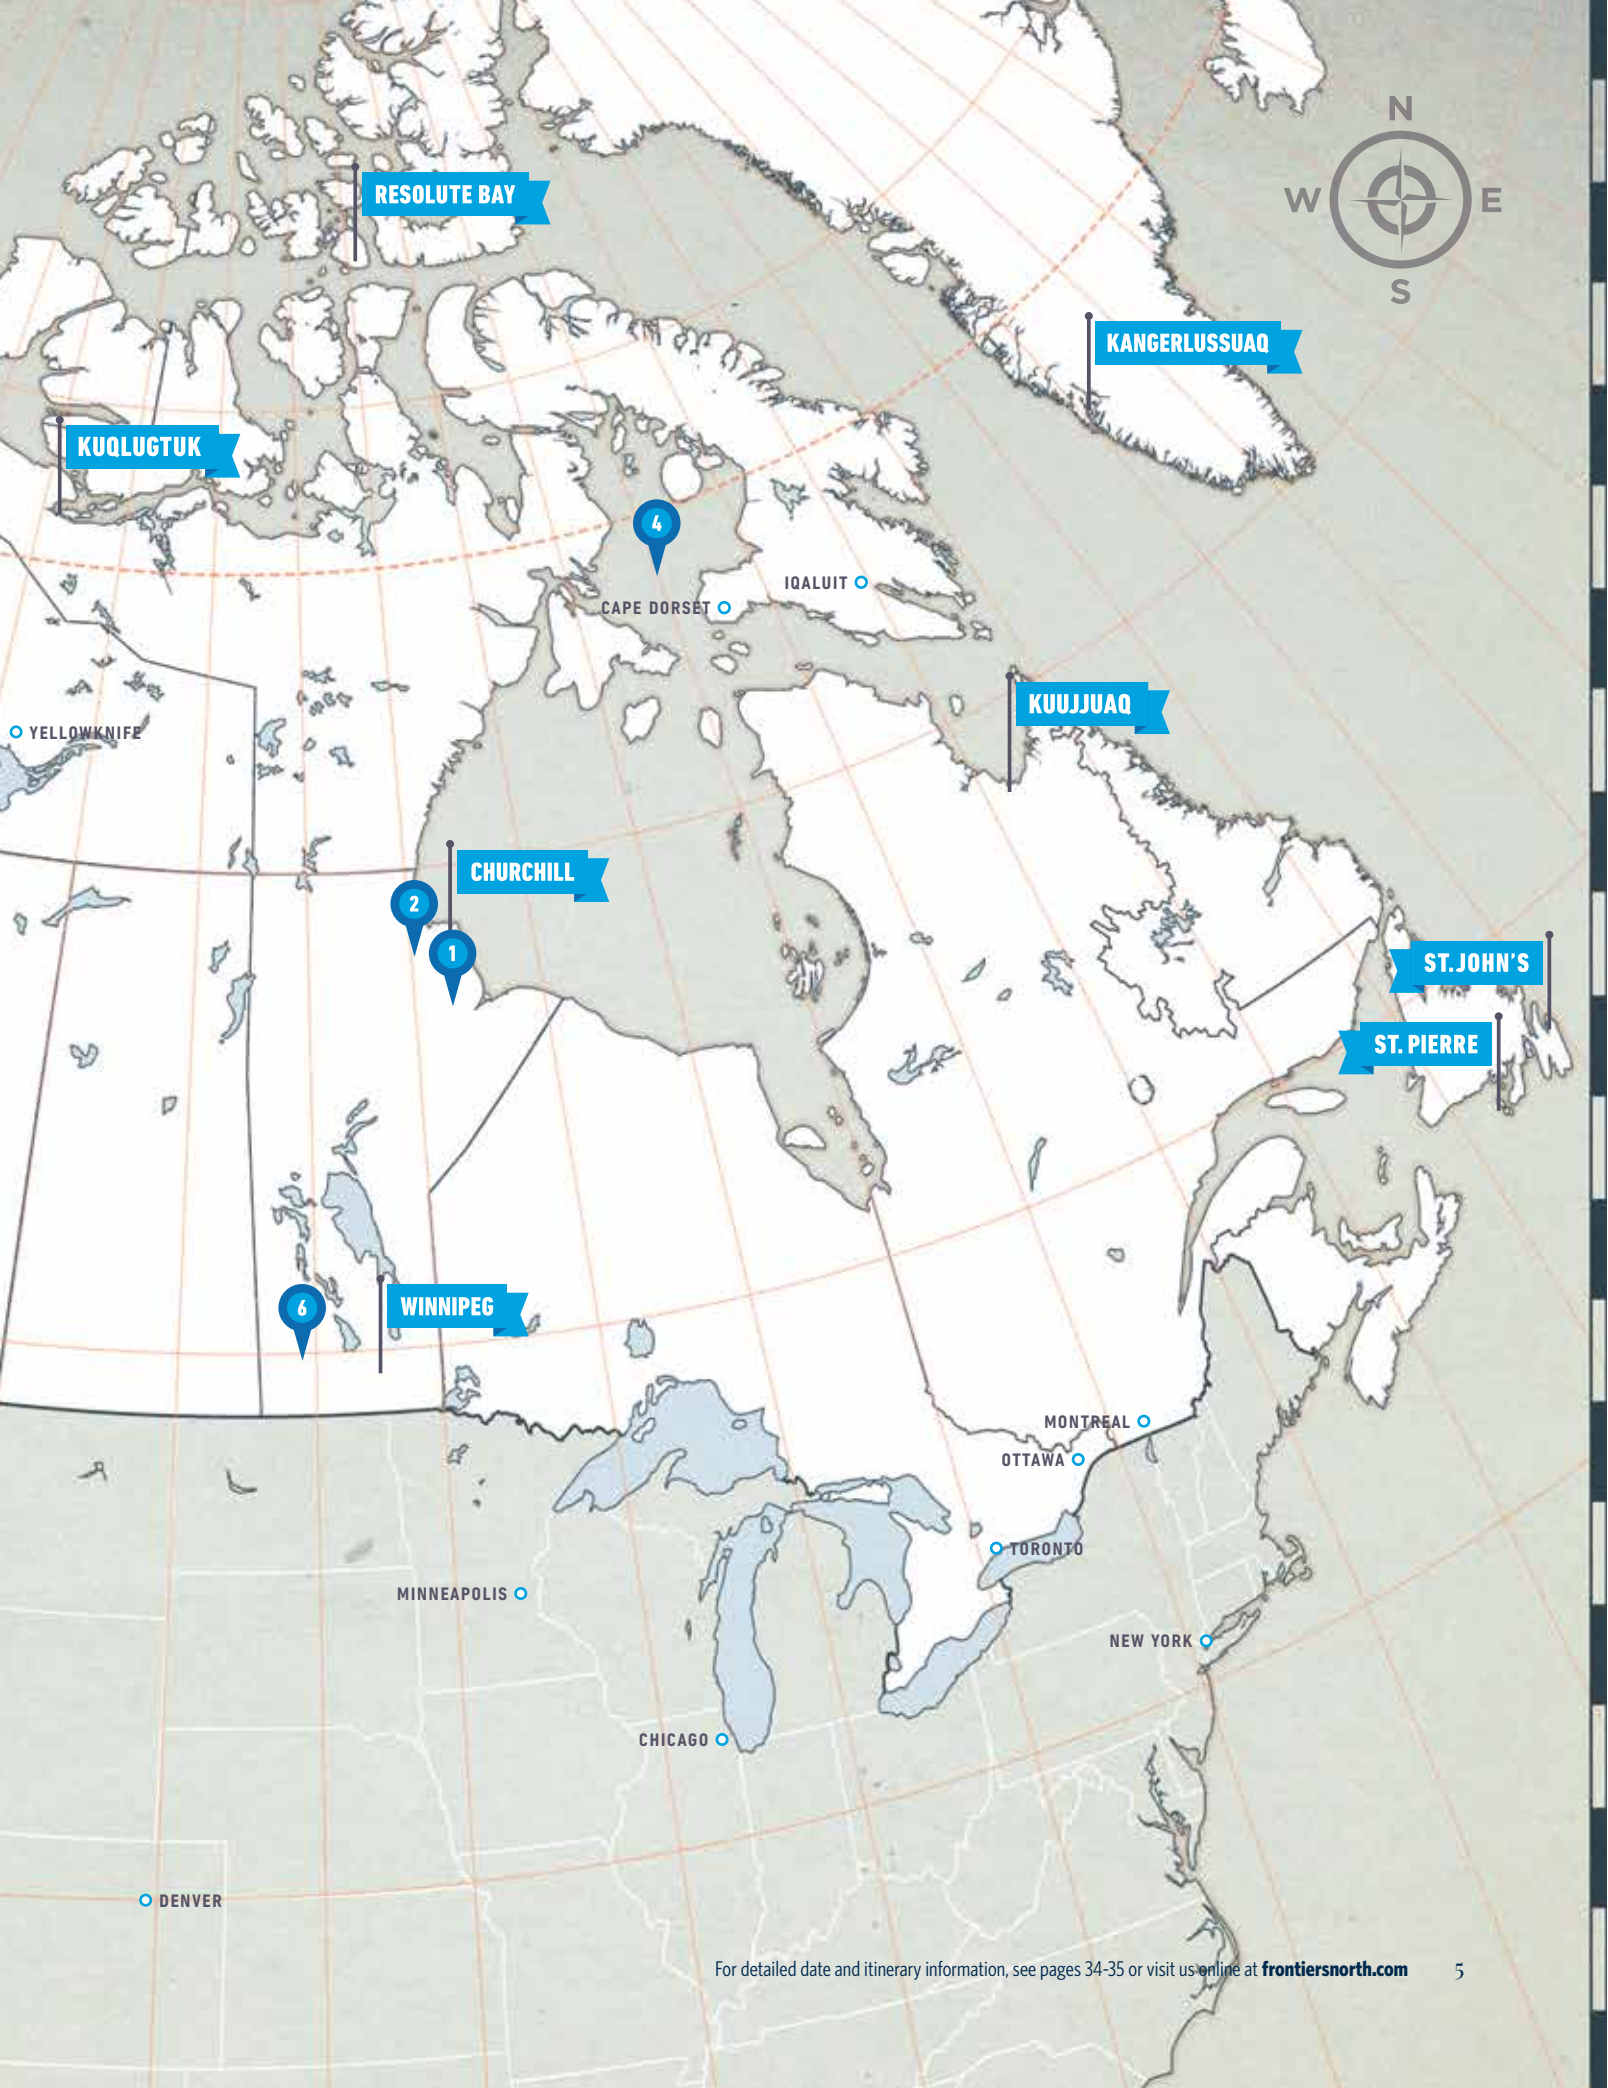 N
W
E
S
RESOLUTE BAY
KANGERLUSSUAQ
KUQLUGTUK
4
IQALUIT
CAPE DORSET
KUUJJUAQ
YELLOWKNIFE
CHURCHILL
2
1
ST.JOHN'S
ST. PIERRE
6
WINNIPEG
MONTREAL
OTTAWA
TORONTO
MINNEAPOLIS
NEW YORK
CHICAGO
DENVER
For detailed date and itinerary information, see pages 34-35 or visit us online at frontiersnorth.com 5